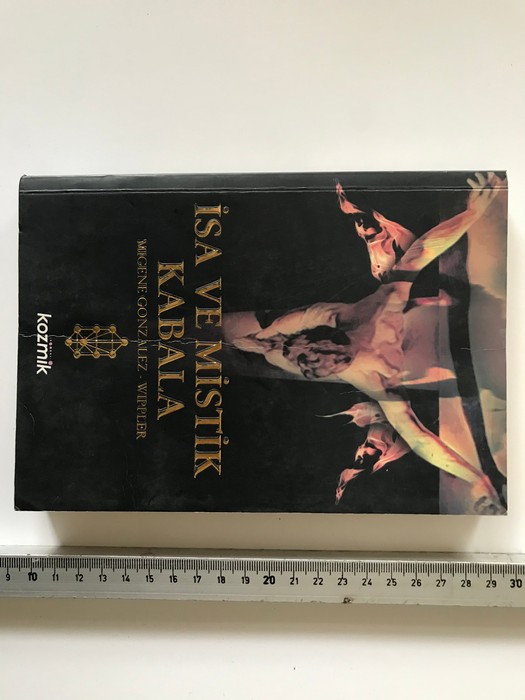 İSA VE MİSTİK
KABALA
MIGENE GONZALEZ - WIPPLER
kozmik
9 10 11 12 13 14 15 16 17 18 19 20 21 22 23 24 25 26 27 28 29 30